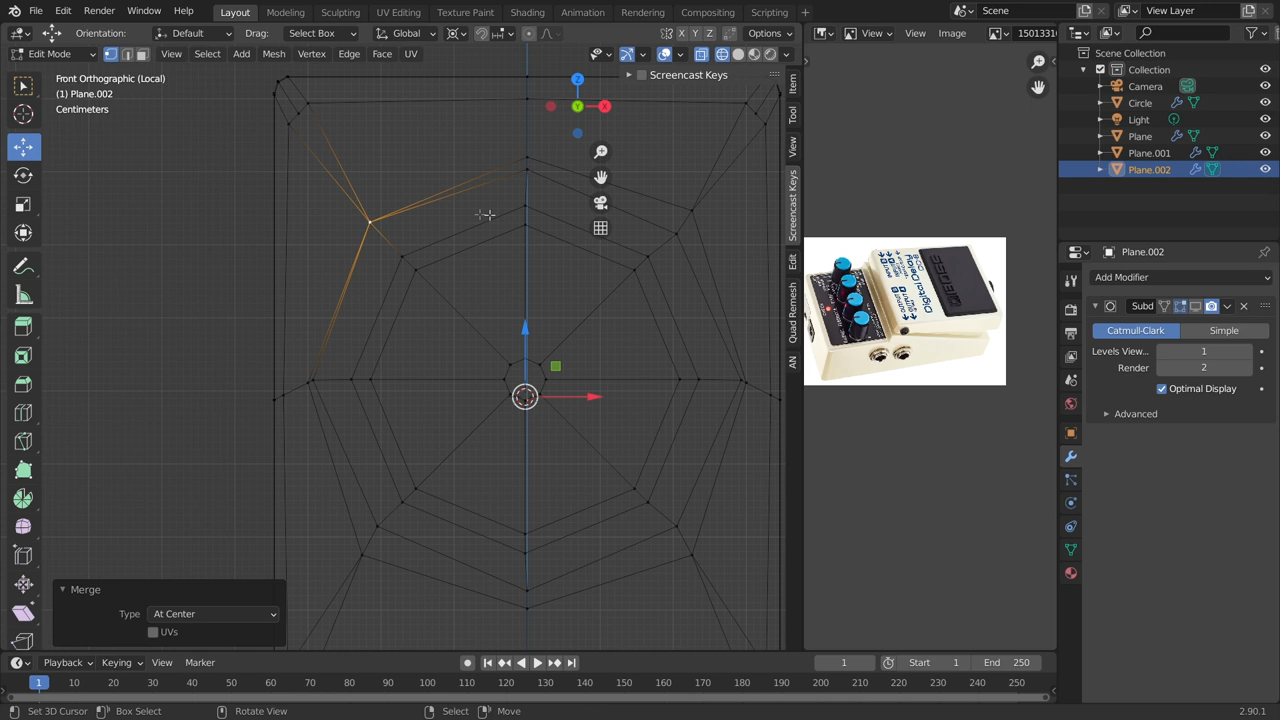 File Edit Render Window Help Layout Modeling Sculpting UV Editing Texture Paint Shading Animation Rendering Compositing Scripting + Scene View Layer
Orientation: Default Drag: Select Box Global X Y Z Options View View Image 15013310
Edit Mode View Select Add Mesh Vertex Edge Face UV
Front Orthographic (Local)
(1) Plane.002
Centimeters
Screencast Keys
Z
X
Y
Item
Tool
View
Screencast Keys
Edit
Quad Remesh
AN
Digital Delay
Scene Collection
Collection
Camera
Circle
Light
Plane
Plane.001
Plane.002
Plane.002
Add Modifier
Subd
Catmull-Clark Simple
Levels View... 1
Render 2
Optimal Display
Advanced
Merge
Type At Center
UVs
Playback Keying View Marker 1 Start 1 End 250
1 10 20 30 40 50 60 70 80 90 100 110 120 130 140 150 160 170 180 190 200 210 220 230 240 250
Set 3D Cursor Box Select Rotate View Select Move 2.90.1